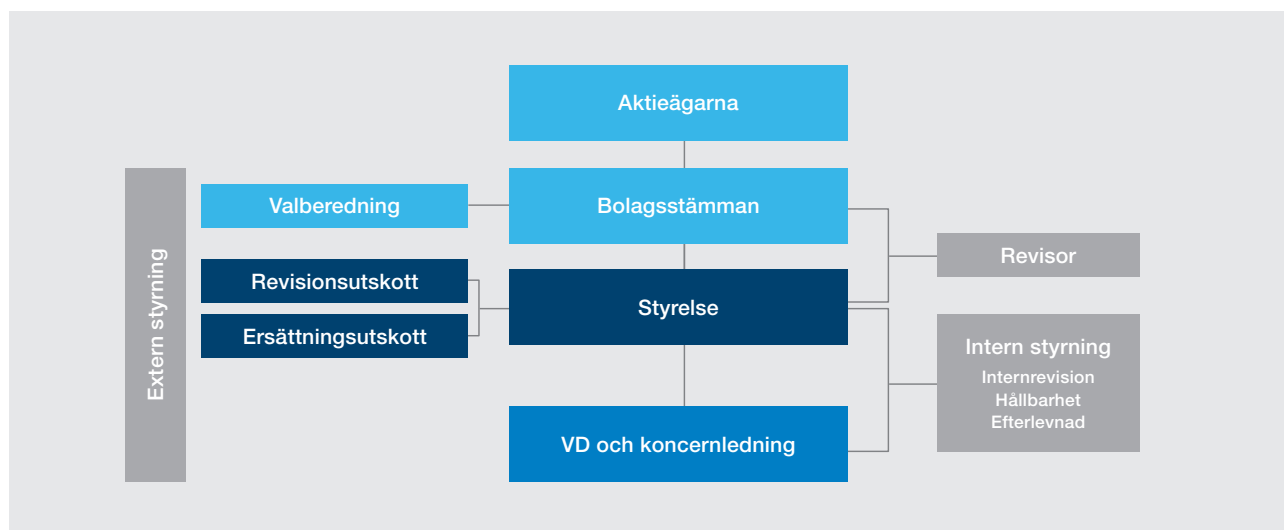 Aktieägarna
Extern styrning
Valberedning
Bolagsstämman
Revisor
Revisionsutskott
Ersättningsutskott
Styrelse
Intern styrning
Internrevision
Hållbarhet
Efterlevnad
VD och koncernledning